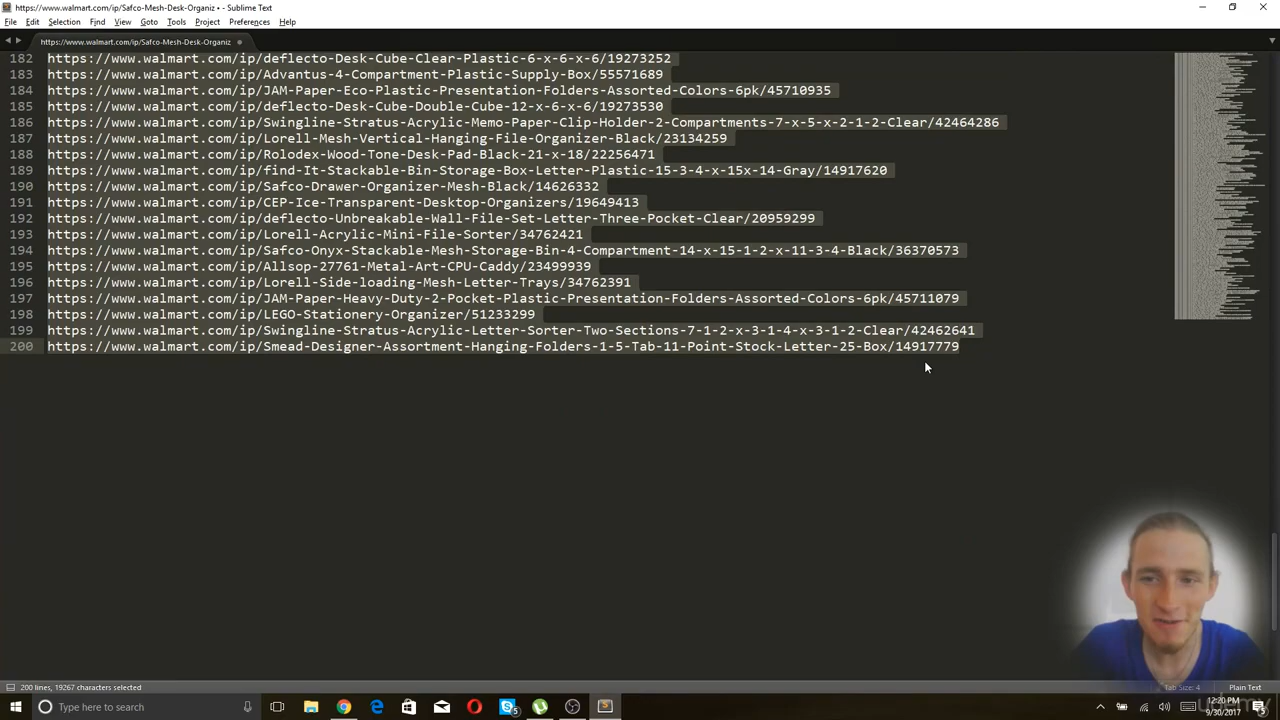 https://www.walmart.com/ip/Safco-Mesh-Desk-Organiz • - Sublime Text
File Edit Selection Find View Goto Tools Project Preferences Help
https://www.walmart.com/ip/Safco-Mesh-Desk-Organiz
182 https://www.walmart.com/ip/deflecto-Desk-Cube-Clear-Plastic-6-x-6-x-6/19273252
183 https://www.walmart.com/ip/Advantus-4-Compartment-Plastic-Supply-Box/55571689
184 https://www.walmart.com/ip/JAM-Paper-Eco-Plastic-Presentation-Folders-Assorted-Colors-6pk/45710935
185 https://www.walmart.com/ip/deflecto-Desk-Cube-Double-Cube-12-x-6-x-6/19273530
186 https://www.walmart.com/ip/Swingline-Stratus-Acrylic-Memo-Paper-Clip-Holder-2-Compartments-7-x-5-x-2-1-2-Clear/42464286
187 https://www.walmart.com/ip/Lorell-Mesh-Vertical-Hanging-File-Organizer-Black/23134259
188 https://www.walmart.com/ip/Rolodex-Wood-Tone-Desk-Pad-Black-21-x-18/22256471
189 https://www.walmart.com/ip/find-It-Stackable-Bin-Storage-Box-Letter-Plastic-15-3-4-x-15x-14-Gray/14917620
190 https://www.walmart.com/ip/Safco-Drawer-Organizer-Mesh-Black/14626332
191 https://www.walmart.com/ip/CEP-Ice-Transparent-Desktop-Organizers/19649413
192 https://www.walmart.com/ip/deflecto-Unbreakable-Wall-File-Set-Letter-Three-Pocket-Clear/20959299
193 https://www.walmart.com/ip/Lorell-Acrylic-Mini-File-Sorter/34762421
194 https://www.walmart.com/ip/Safco-Onyx-Stackable-Mesh-Storage-Bin-4-Compartment-14-x-15-1-2-x-11-3-4-Black/36370573
195 https://www.walmart.com/ip/Allsop-27761-Metal-Art-CPU-Caddy/23499939
196 https://www.walmart.com/ip/Lorell-Side-loading-Mesh-Letter-Trays/34762391
197 https://www.walmart.com/ip/JAM-Paper-Heavy-Duty-2-Pocket-Plastic-Presentation-Folders-Assorted-Colors-6pk/45711079
198 https://www.walmart.com/ip/LEGO-Stationery-Organizer/51233299
199 https://www.walmart.com/ip/Swingline-Stratus-Acrylic-Letter-Sorter-Two-Sections-7-1-2-x-3-1-4-x-3-1-2-Clear/42462641
200 https://www.walmart.com/ip/Smead-Designer-Assortment-Hanging-Folders-1-5-Tab-11-Point-Stock-Letter-25-Box/14917779
200 lines, 19267 characters selected
Tab Size: 4 Plain Text
Type here to search
12:20 PM
9/30/2017
udemy